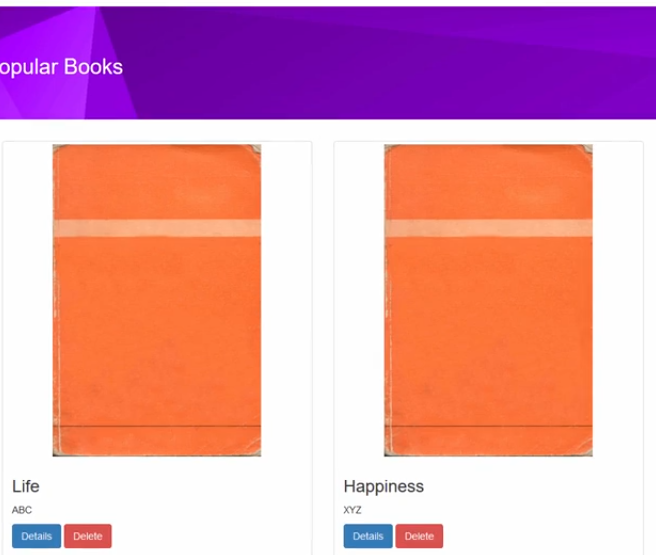 opular Books
Life
ABC
Details Delete
Happiness
XYZ
Details Delete